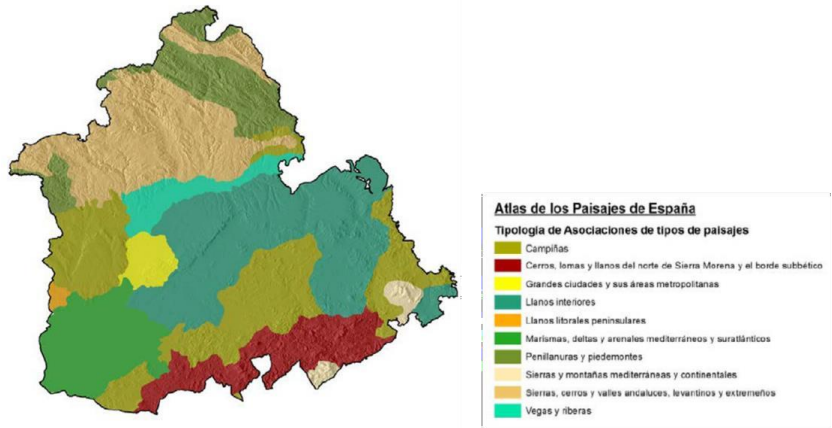 Atlas de los Paisajes de España
Tipología de Asociaciones de tipos de paisajes
Campiñas
Cerros, lomas y llanos del norte de Sierra Morena y el borde subbético
Grandes ciudades y sus áreas metropolitanas
Llanos interiores
Llanos litorales peninsulares
Marismas, deltas y arenales mediterráneos y suratlánticos
Penillanuras y piedemontes
Sierras y montañas mediterráneas y continentales
Sierras, cerros y valles andaluces, levantinos y extremeños
Vegas y riberas